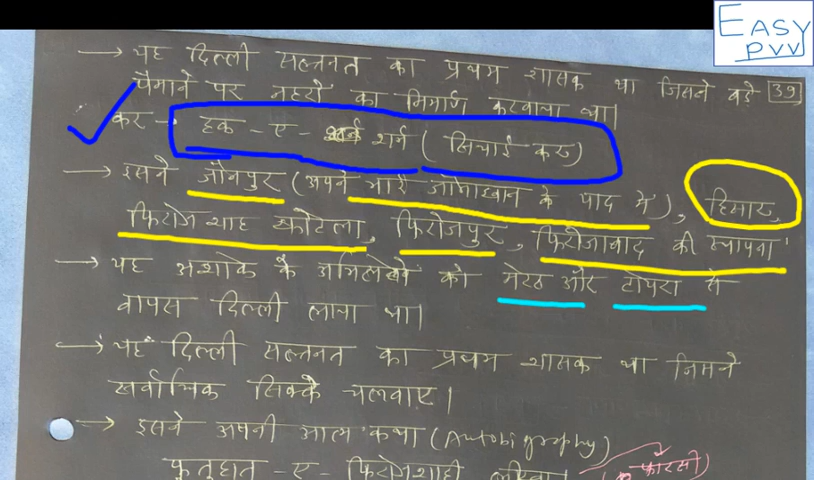 EASY
PVV
→ यह दिल्ली सल्तनत का प्रथम शासक था जिसने बड़े 39
पैमाने पर नहरों का निर्माण करवाया था।
कर → हक - ए - शर्ब (सिंचाई कर)
→ इसने जौनपुर (अपने भाई जौनाखान के याद में), हिसार,
फिरोजशाह कोटला, फिरोजपुर, फिरोजाबाद की स्थापना
→ यह अशोक के अभिलेखो को मेरठ और टोपरा से
वापस दिल्ली लाया था।
→ यह दिल्ली सल्तनत का प्रथम शासक था जिसने
सर्वाधिक सिक्के चलवाए।
→ इसने अपनी आत्मकथा (Autobiography)
फुतुहात - ए - फिरोजशाही (फारसी)